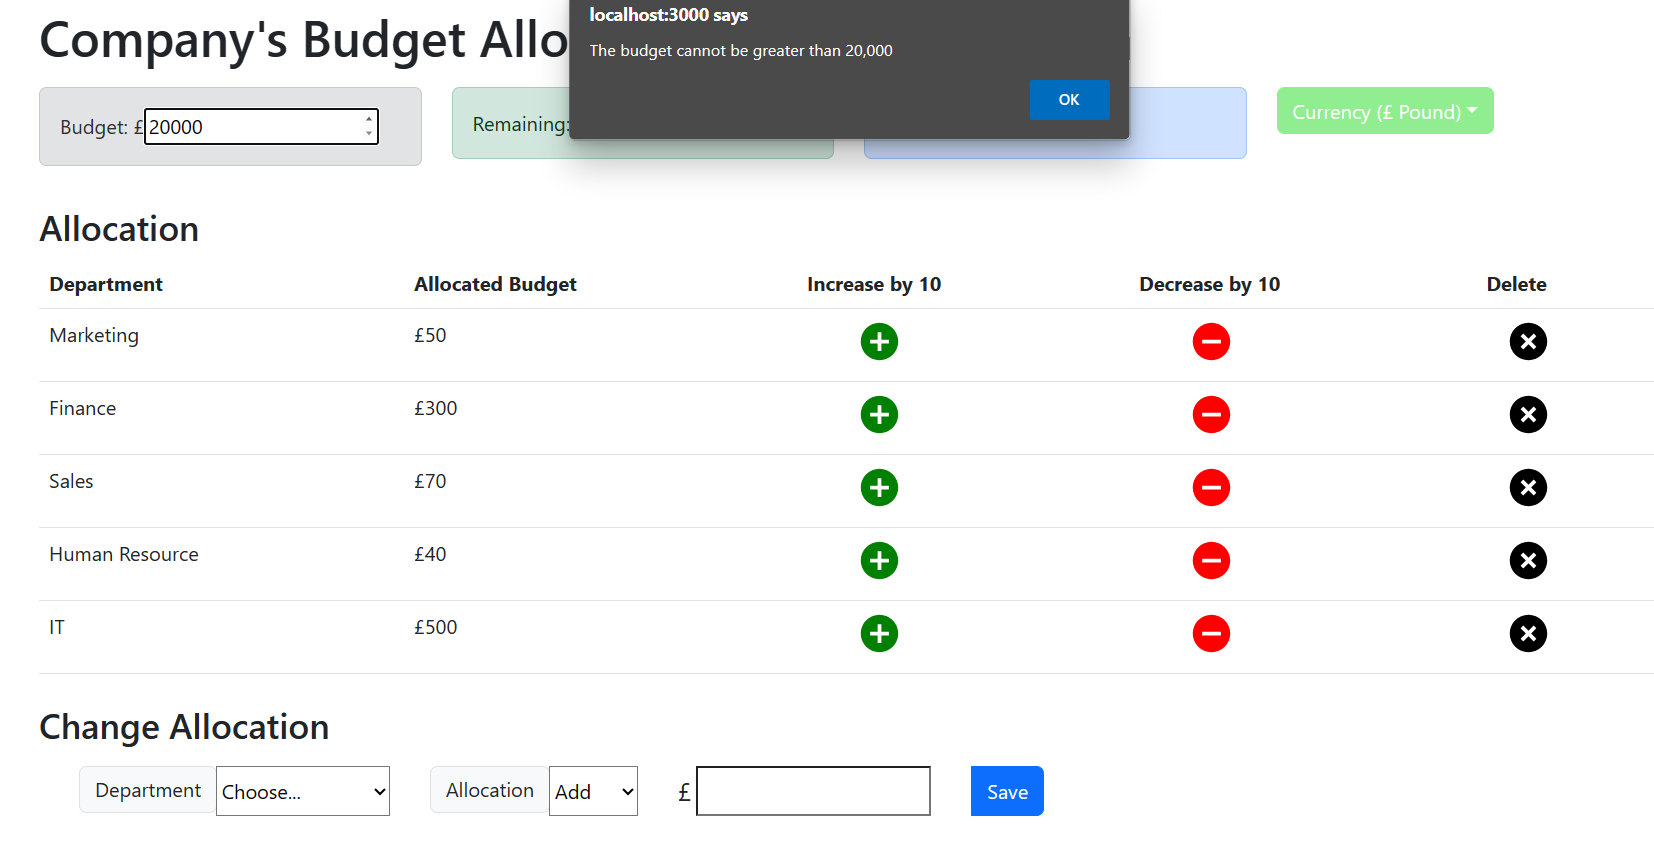 localhost:3000 says
The budget cannot be greater than 20,000
OK
Company's Budget Allo
Budget: £20000
Remaining:
Currency (£ Pound)
Allocation
Department Allocated Budget Increase by 10 Decrease by 10 Delete
Marketing £50
Finance £300
Sales £70
Human Resource £40
IT £500
Change Allocation
Department Choose... Allocation Add £ Save